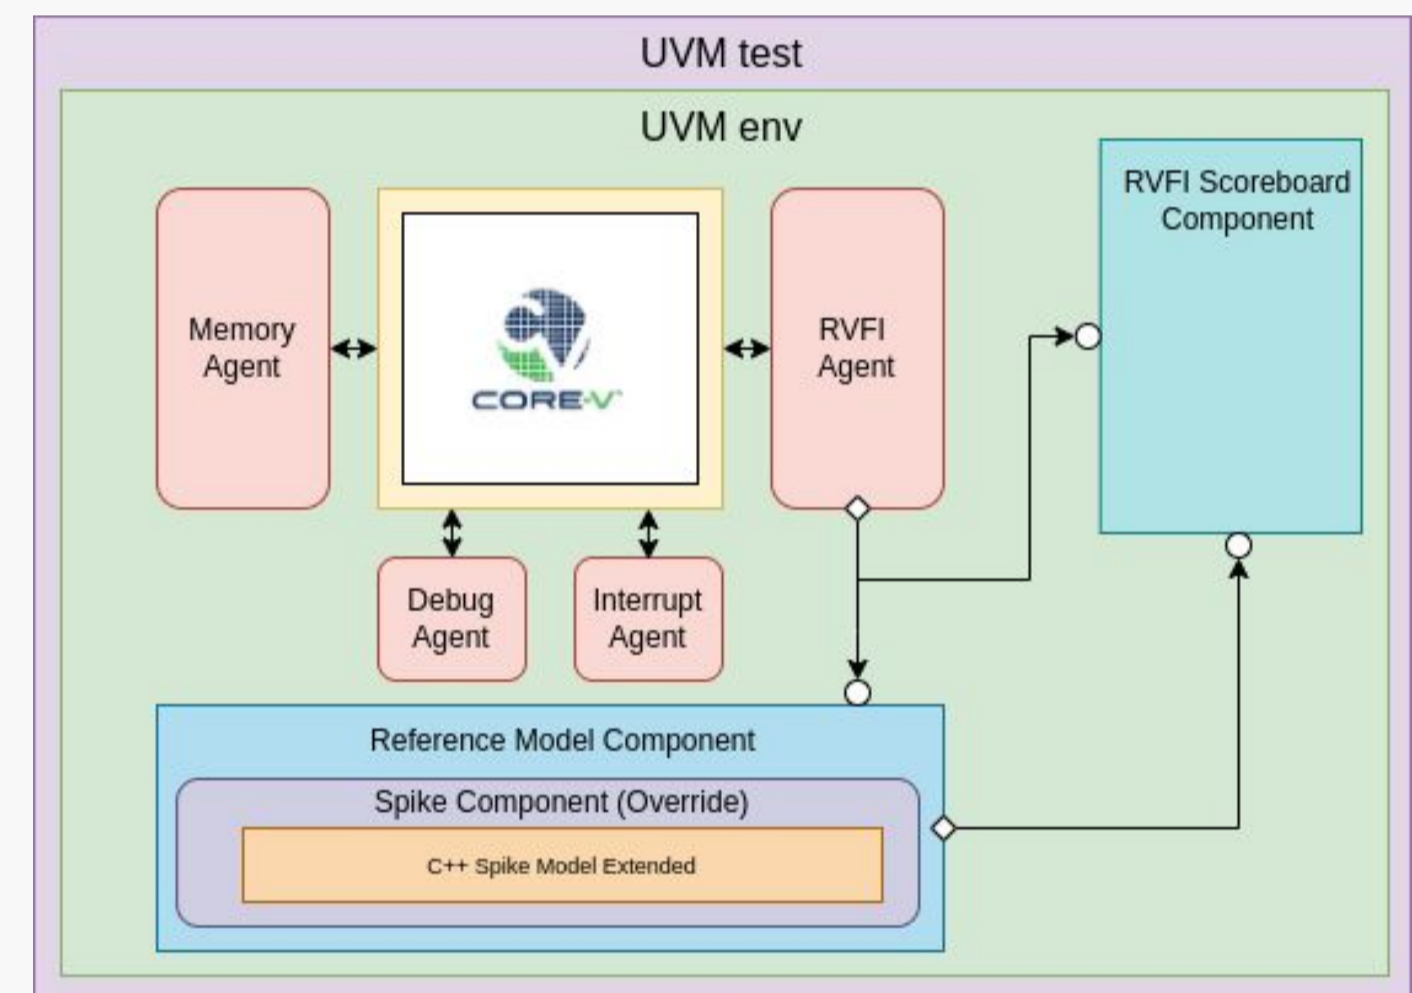 UVM test
UVM env
RVFI Scoreboard
Component
Memory
Agent
CORE-V™
RVFI
Agent
Debug
Agent
Interrupt
Agent
Reference Model Component
Spike Component (Override)
C++ Spike Model Extended